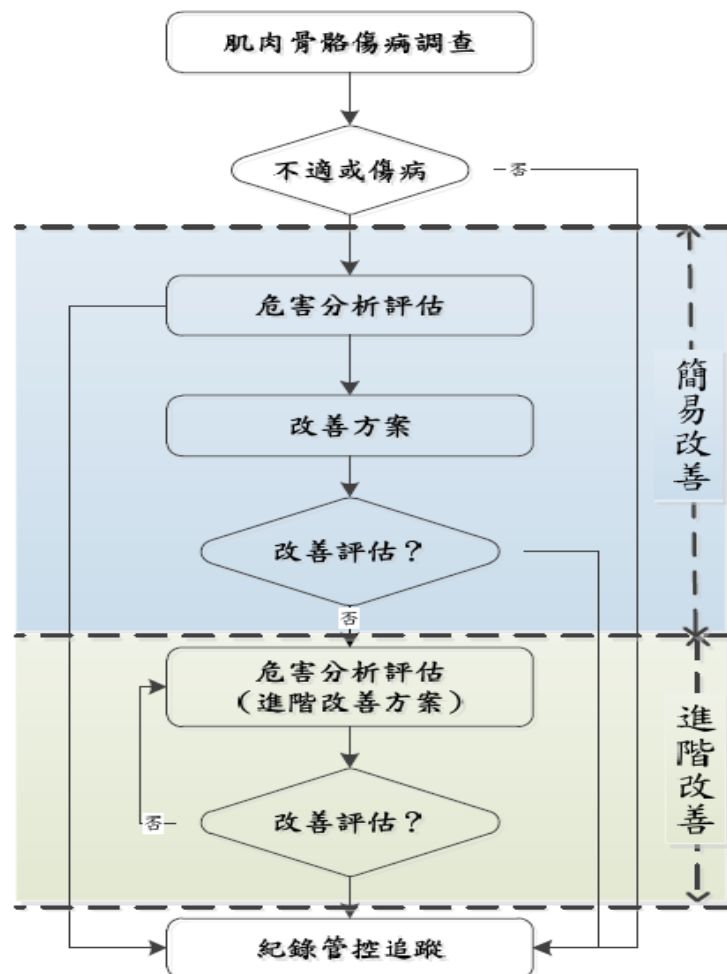 肌肉骨骼傷病調查
不適或傷病
否
危害分析評估
簡易改善
改善方案
改善評估？
否
危害分析評估
（進階改善方案）
進階改善
否
改善評估？
紀錄管控追蹤